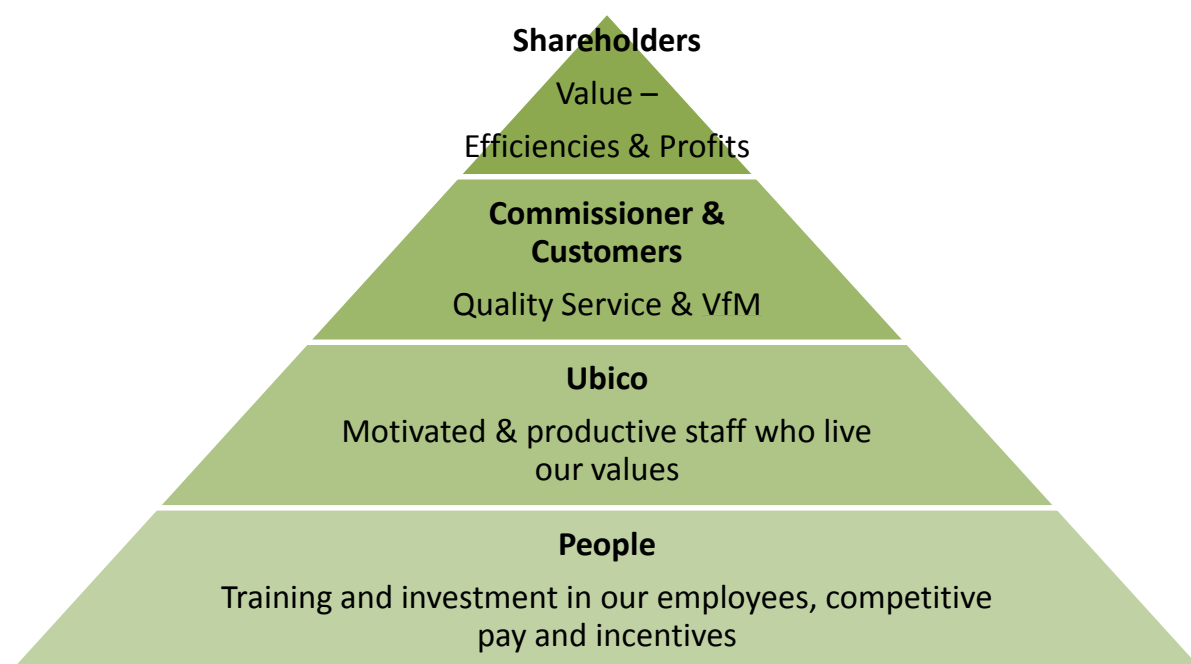 Shareholders
Value –
Efficiencies & Profits
Commissioner &
Customers
Quality Service & VfM
Ubico
Motivated & productive staff who live
our values
People
Training and investment in our employees, competitive
pay and incentives